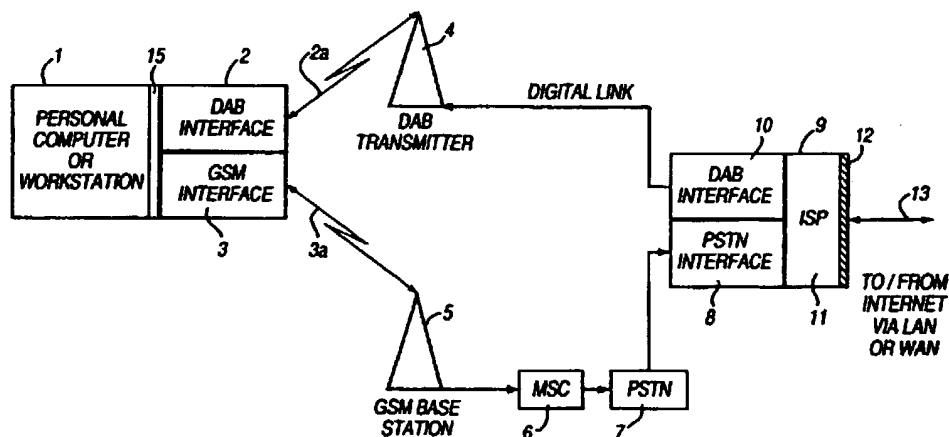 1
15
2
2a
4
PERSONAL
COMPUTER
OR
WORKSTATION
DAB
INTERFACE
GSM
INTERFACE
3
3a
DAB
TRANSMITTER
DIGITAL LINK
10
9
12
DAB
INTERFACE
ISP
13
PSTN
INTERFACE
8
11
TO / FROM
INTERNET
VIA LAN
OR WAN
5
GSM BASE
STATION
MSC
6
PSTN
7